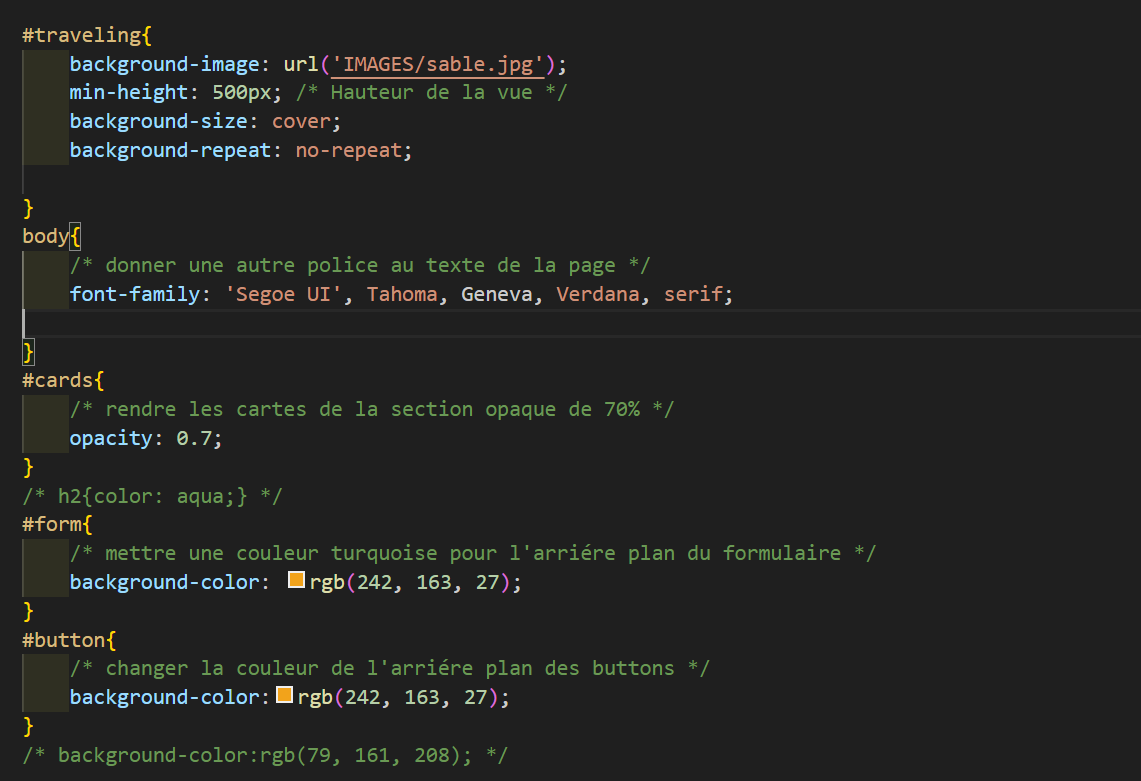 #traveling{
    background-image: url('IMAGES/sable.jpg');
    min-height: 500px; /* Hauteur de la vue */
    background-size: cover;
    background-repeat: no-repeat;
}
body{
    /* donner une autre police au texte de la page */
    font-family: 'Segoe UI', Tahoma, Geneva, Verdana, serif;
}
#cards{
    /* rendre les cartes de la section opaque de 70% */
    opacity: 0.7;
}
/* h2{color: aqua;} */
#form{
    /* mettre une couleur turquoise pour l'arriére plan du formulaire */
    background-color: rgb(242, 163, 27);
}
#button{
    /* changer la couleur de l'arriére plan des buttons */
    background-color:rgb(242, 163, 27);
}
/* background-color:rgb(79, 161, 208); */